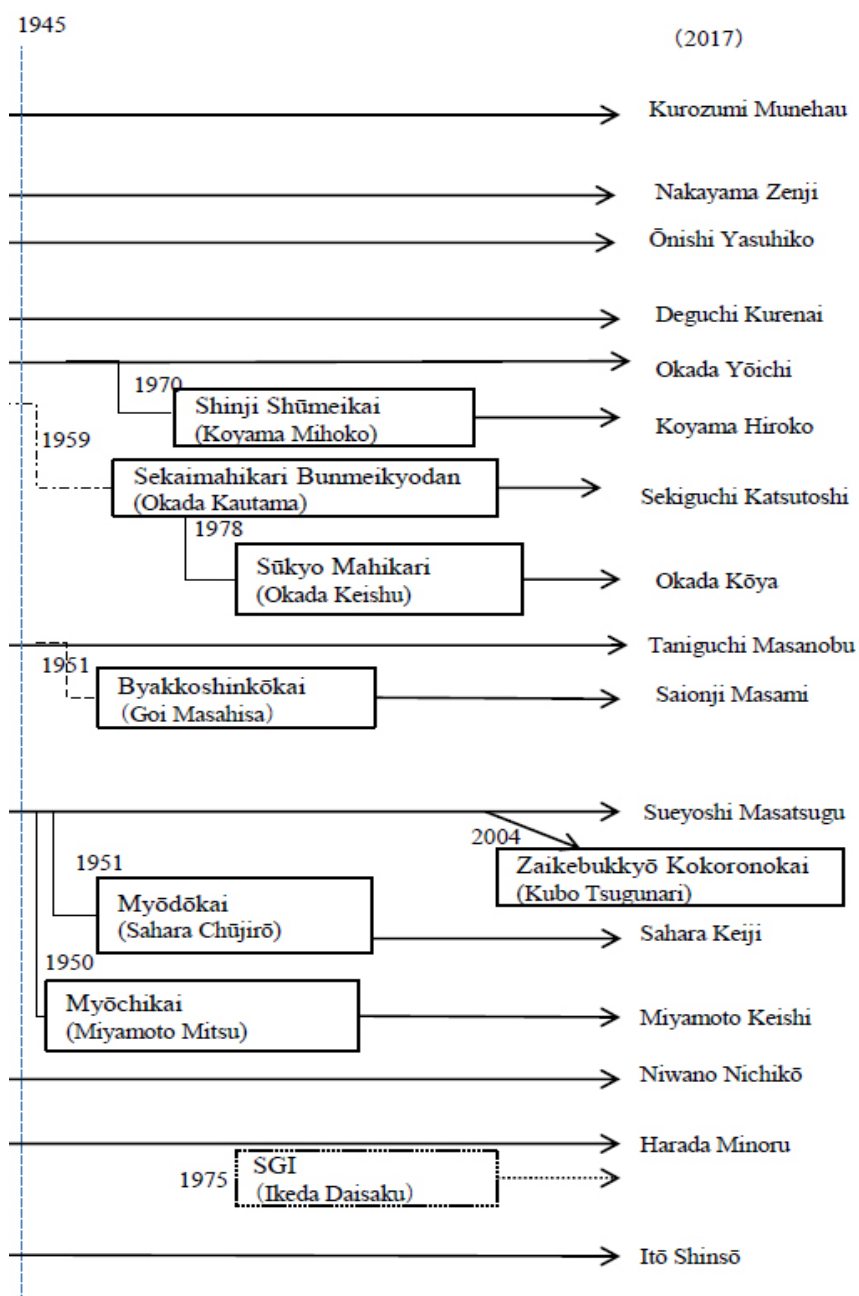 1945
(2017)
Kurozumi Munehau
Nakayama Zenji
Ōnishi Yasuhiko
Deguchi Kurenai
Okada Yōichi
1970
Shinji Shūmeikai
(Koyama Mihoko)
Koyama Hiroko
1959
Sekaimahikari Bunmeikyodan
(Okada Kautama)
Sekiguchi Katsutoshi
1978
Sūkyo Mahikari
(Okada Keishu)
Okada Kōya
Taniguchi Masanobu
1951
Byakkoshinkōkai
(Goi Masahisa)
Saionji Masami
Sueyoshi Masatsugu
2004
Zaikebukkyō Kokoronokai
(Kubo Tsugunari)
1951
Myōdōkai
(Sahara Chūjirō)
Sahara Keiji
1950
Myōchikai
(Miyamoto Mitsu)
Miyamoto Keishi
Niwano Nichikō
Harada Minoru
1975
SGI
(Ikeda Daisaku)
Itō Shinsō